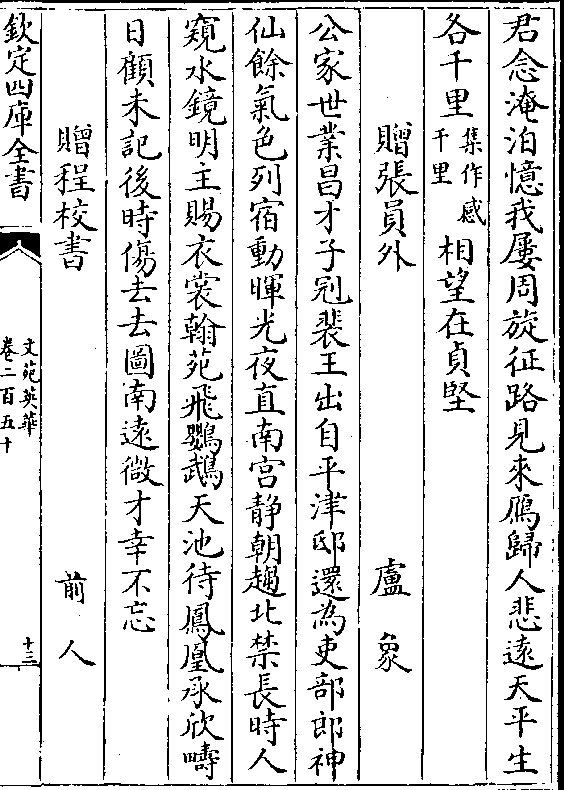 君念淹泊憶我屢周旋征路見來鴈歸人悲遠天平生
各千里集作感千里相望在貞堅
贈張員外　盧象
公家世業昌才子冠裴王出自平津邸還為吏部郎神
仙餘氣色列宿動暉光夜直南宮静朝趨北禁長時人
窺水鏡明王賜衣裳翰苑飛鸚鵡天池待鳳凰承欣疇
日顧未記後時傷去去圖南遠微才幸不忘
贈程校書　前人
欽定四庫全書
文苑英華
卷二百五十
十三